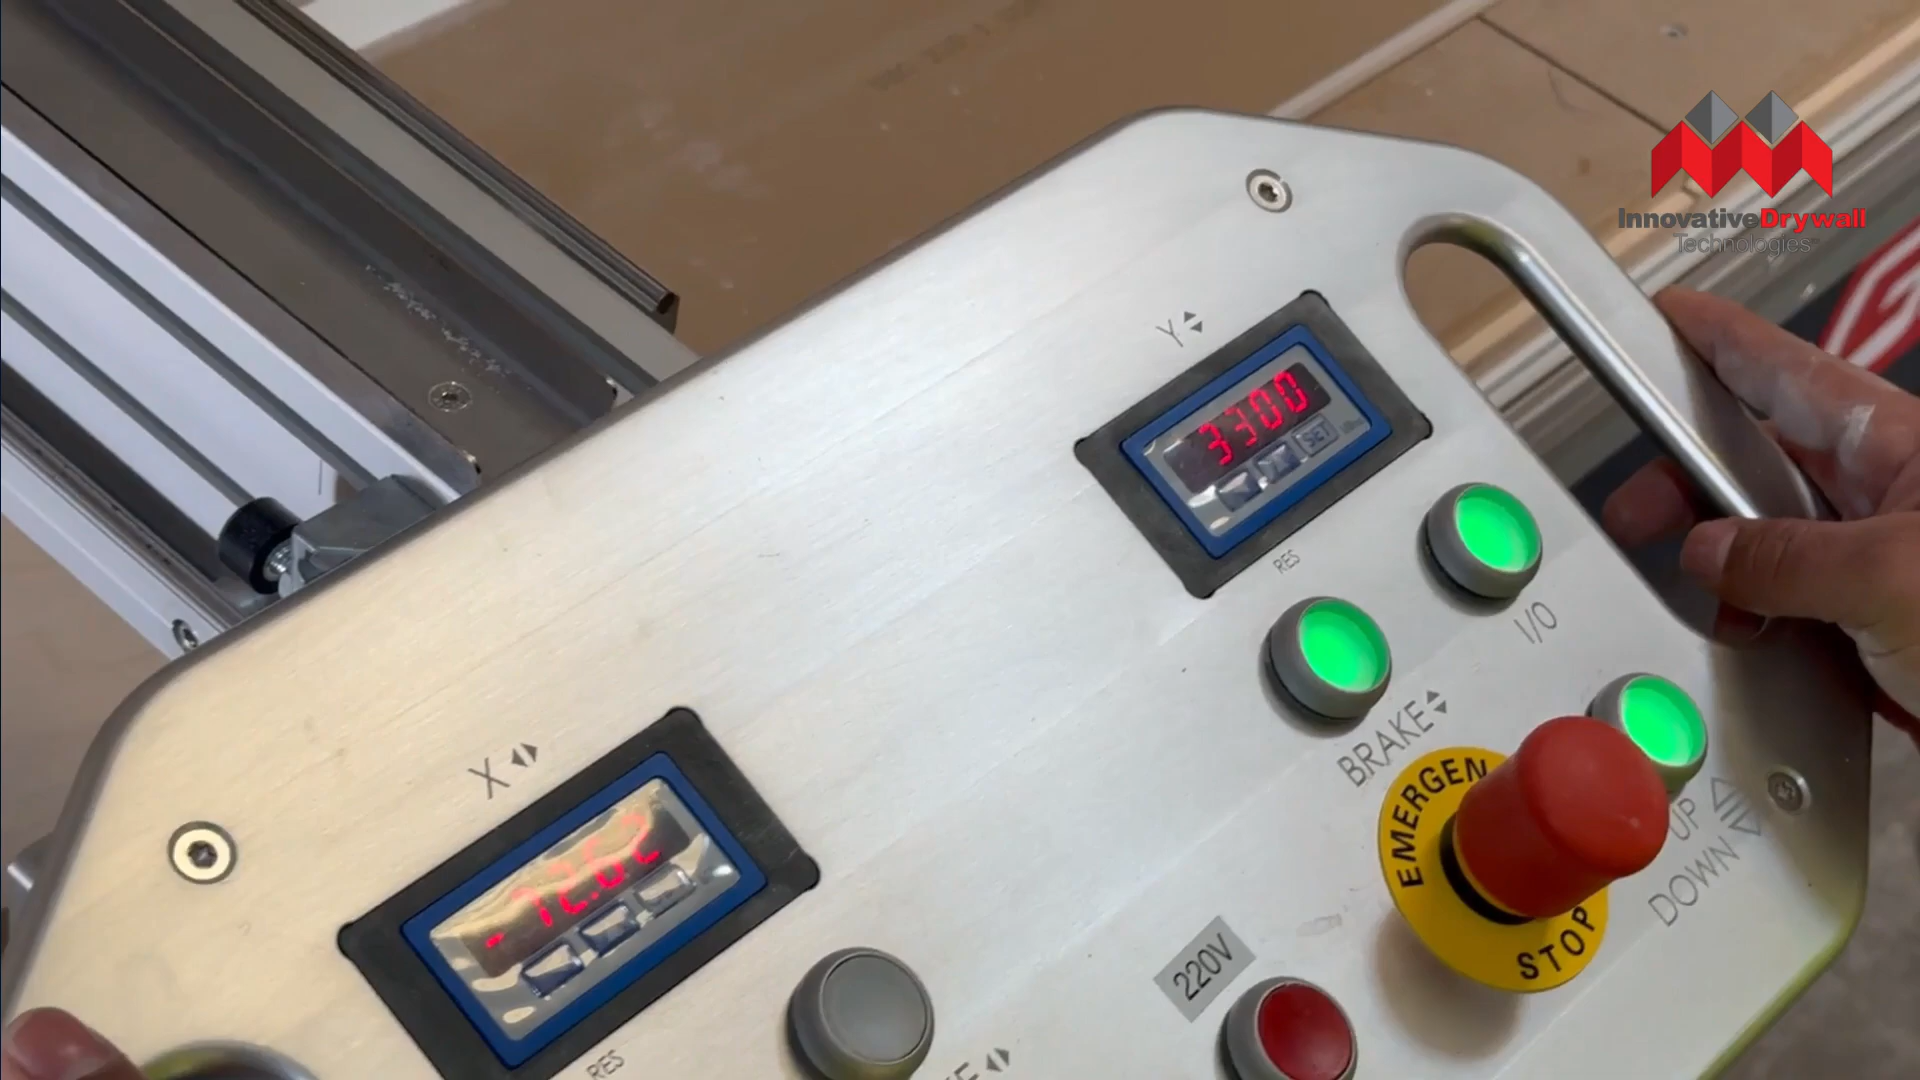 InnovativeDrywall
Technologies
Y
3300
SET
RES
I/O
BRAKE
UP
DOWN
EMERGEN
STOP
X
-72.62
RES
220V